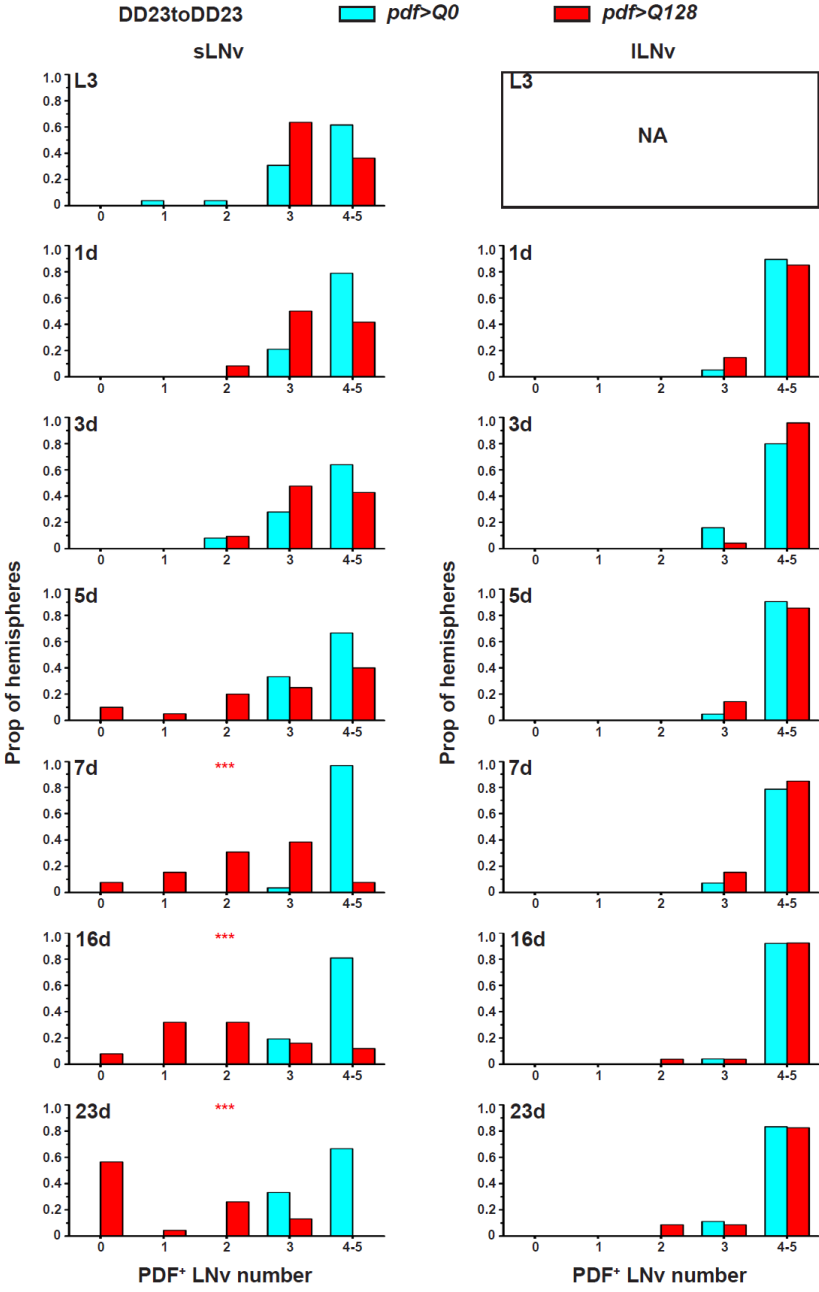 DD23toDD23 pdf>Q0 pdf>Q128
sLNv lLNv
L3
1.0
0.8
0.6
0.4
0.2
0
0 1 2 3 4-5
L3
NA
1d
1.0
0.8
0.6
0.4
0.2
0
0 1 2 3 4-5
1d
1.0
0.8
0.6
0.4
0.2
0
0 1 2 3 4-5
3d
1.0
0.8
0.6
0.4
0.2
0
0 1 2 3 4-5
3d
1.0
0.8
0.6
0.4
0.2
0
0 1 2 3 4-5
Prop of hemispheres
5d
1.0
0.8
0.6
0.4
0.2
0
0 1 2 3 4-5
Prop of hemispheres
5d
1.0
0.8
0.6
0.4
0.2
0
0 1 2 3 4-5
7d
***
1.0
0.8
0.6
0.4
0.2
0
0 1 2 3 4-5
7d
1.0
0.8
0.6
0.4
0.2
0
0 1 2 3 4-5
16d
***
1.0
0.8
0.6
0.4
0.2
0
0 1 2 3 4-5
16d
1.0
0.8
0.6
0.4
0.2
0
0 1 2 3 4-5
23d
***
1.0
0.8
0.6
0.4
0.2
0
0 1 2 3 4-5
23d
1.0
0.8
0.6
0.4
0.2
0
0 1 2 3 4-5
PDF⁺ LNv number PDF⁺ LNv number